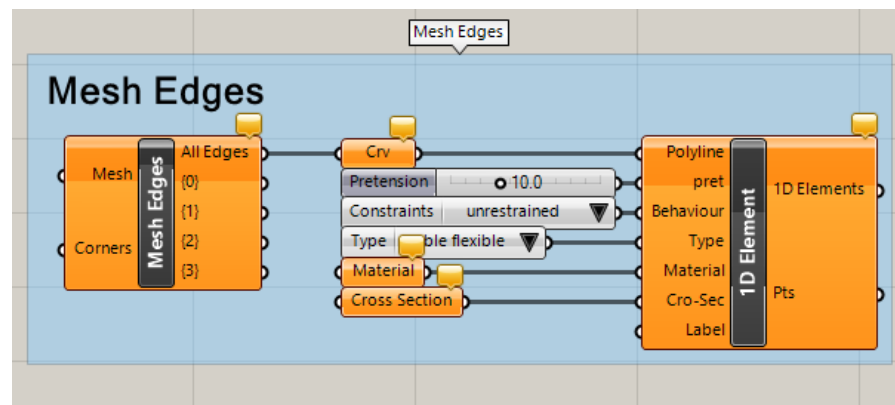 Mesh Edges
Mesh Edges
Mesh
Corners
Mesh Edges
All Edges
{0}
{1}
{2}
{3}
Crv
Pretension 10.0
Constraints unrestrained
Type flexible
Material
Cross Section
Polyline
pret
Behaviour
Type
Material
Cro-Sec
Label
1D Element
1D Elements
Pts